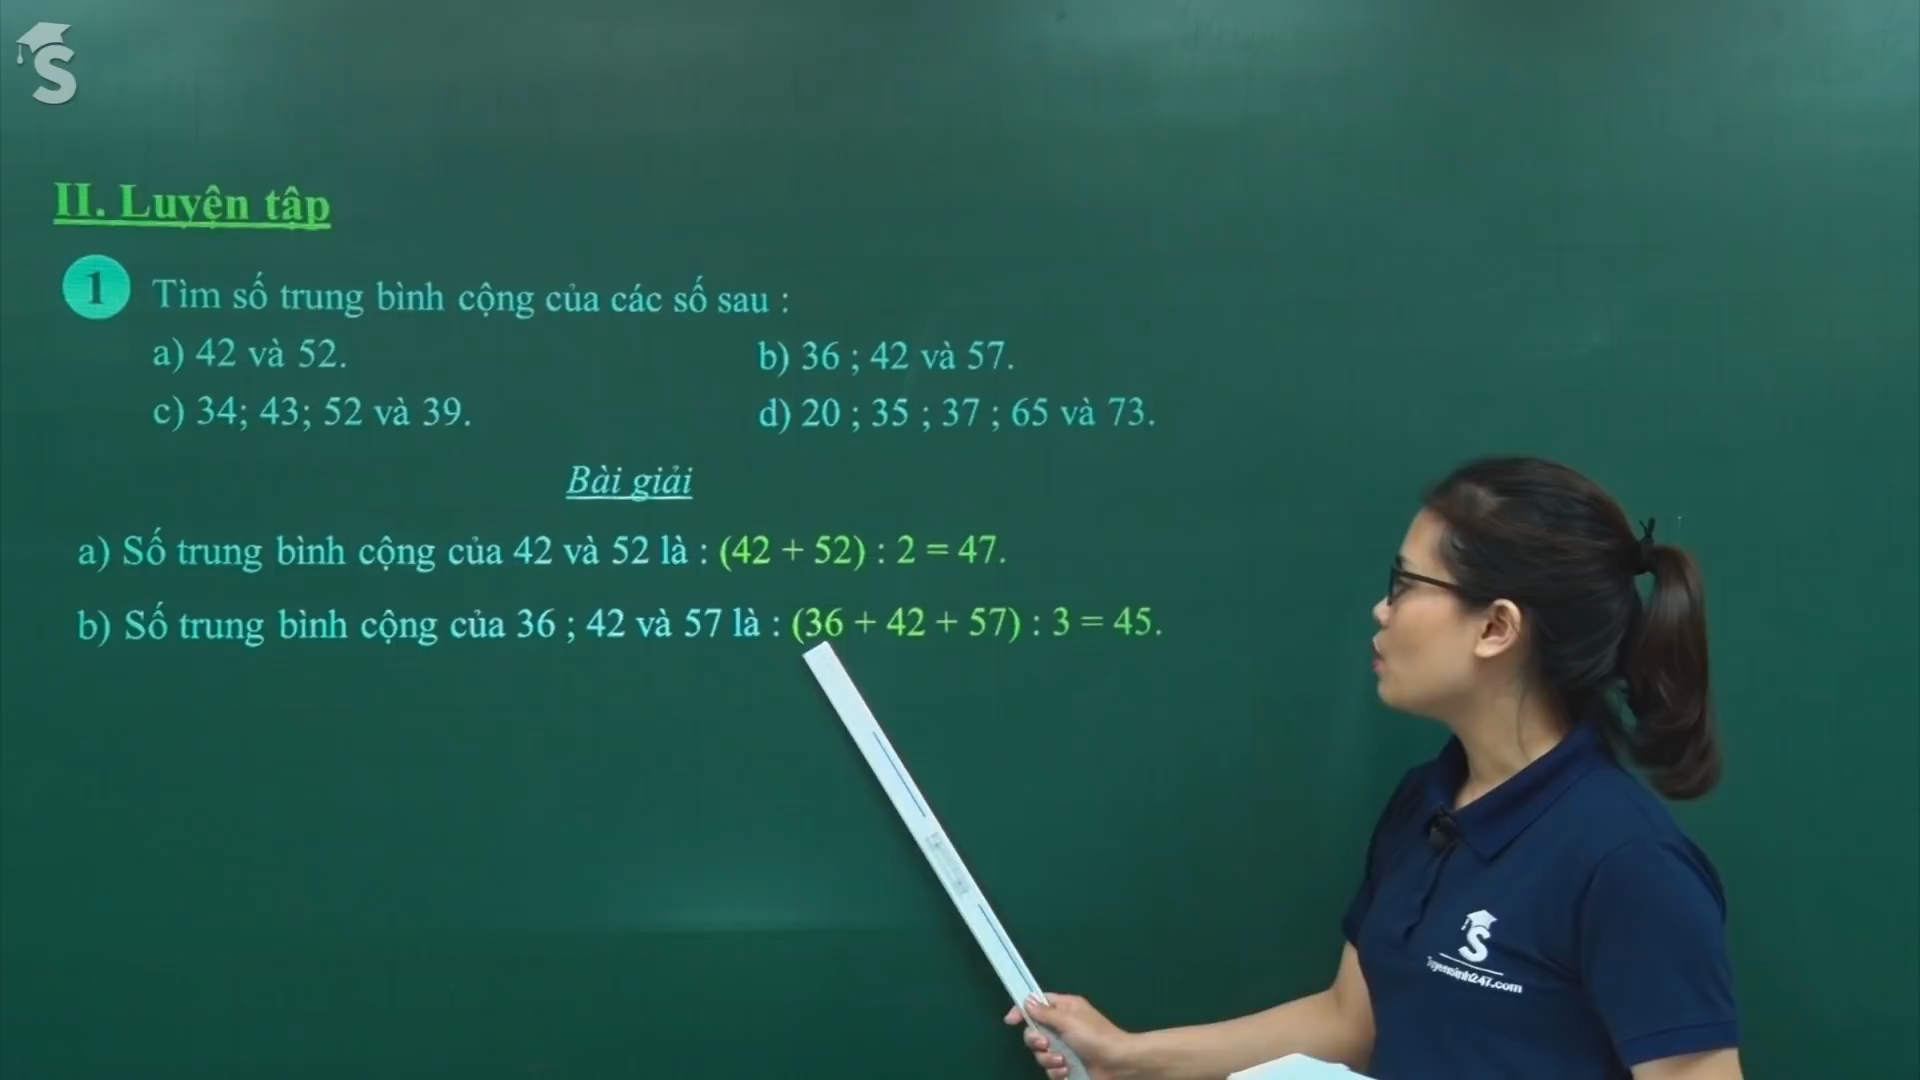 S
II. Luyện tập
1 Tìm số trung bình cộng của các số sau :
a) 42 và 52. b) 36 ; 42 và 57.
c) 34; 43; 52 và 39. d) 20 ; 35 ; 37 ; 65 và 73.
Bài giải
a) Số trung bình cộng của 42 và 52 là : (42 + 52) : 2 = 47.
b) Số trung bình cộng của 36 ; 42 và 57 là : (36 + 42 + 57) : 3 = 45.
S
Tuyensinh247.com